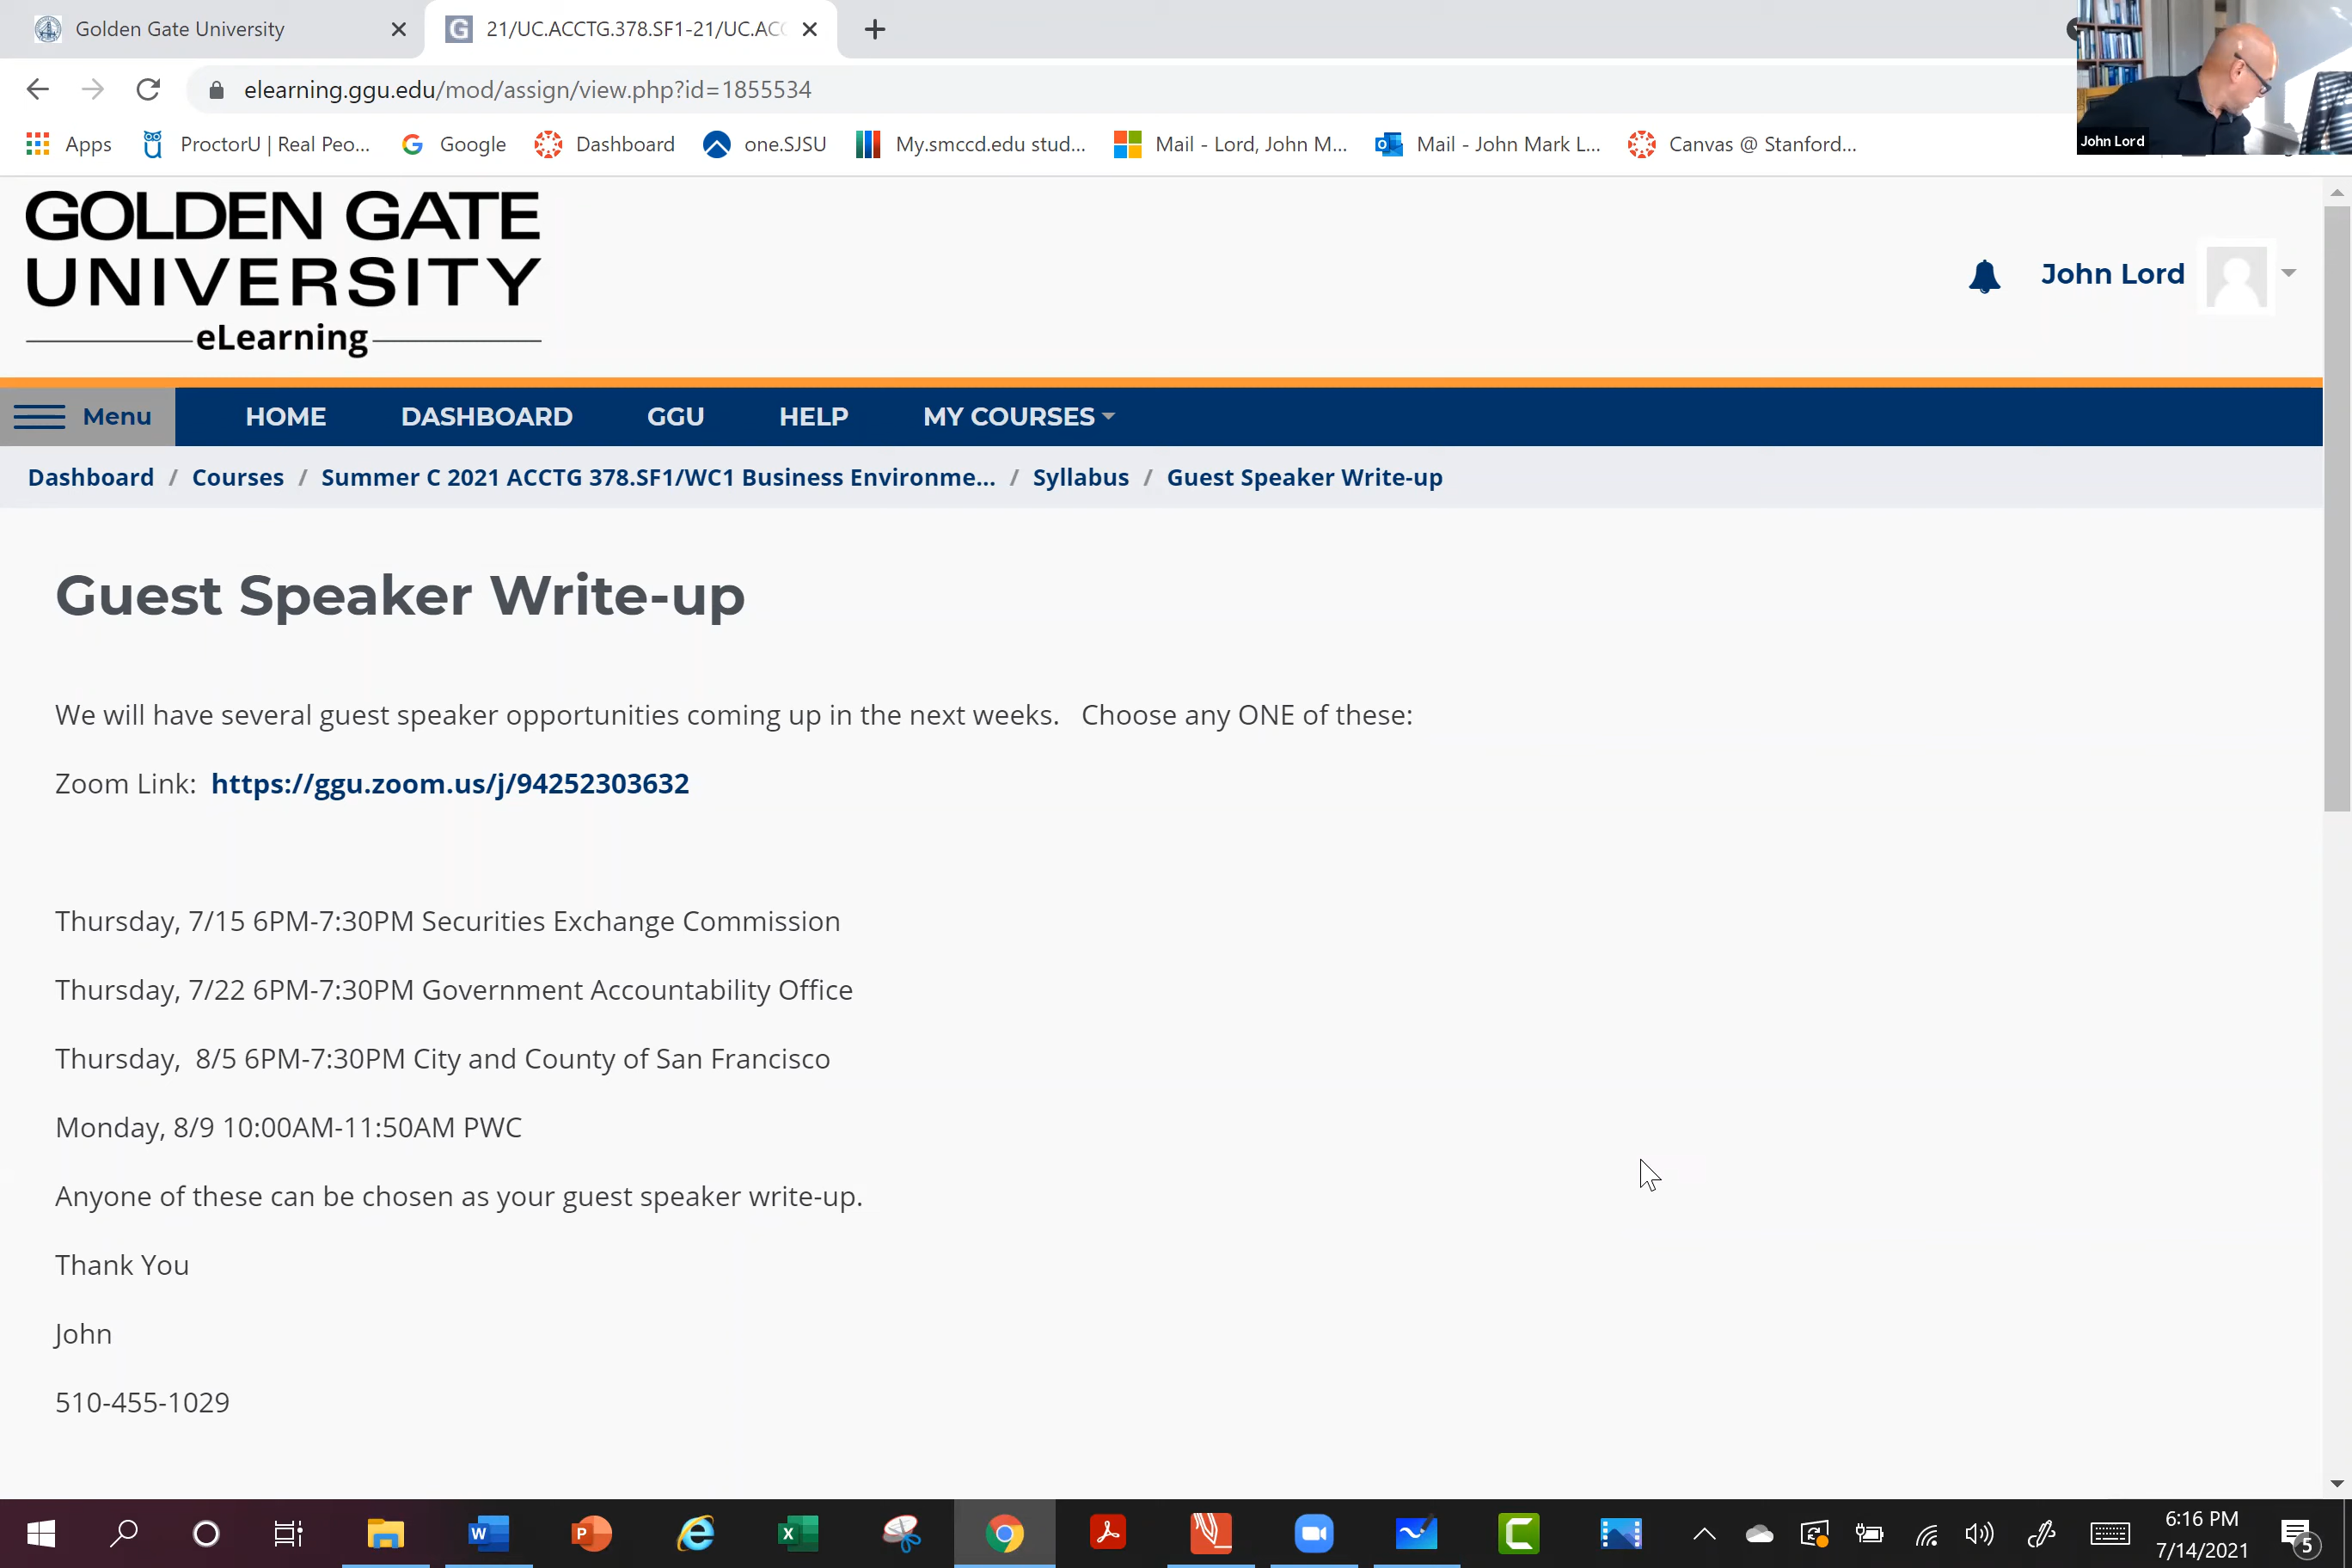 Golden Gate University
21/UC.ACCTG.378.SF1-21/UC.ACC
elearning.ggu.edu/mod/assign/view.php?id=1855534
Apps ProctorU | Real Peo... Google Dashboard one.SJSU My.smccd.edu stud... Mail - Lord, John M... Mail - John Mark L... Canvas @ Stanford...
John Lord
GOLDEN GATE
UNIVERSITY
eLearning
John Lord
Menu HOME DASHBOARD GGU HELP MY COURSES
Dashboard / Courses / Summer C 2021 ACCTG 378.SF1/WC1 Business Environme... / Syllabus / Guest Speaker Write-up
Guest Speaker Write-up
We will have several guest speaker opportunities coming up in the next weeks. Choose any ONE of these:
Zoom Link: https://ggu.zoom.us/j/94252303632
Thursday, 7/15 6PM-7:30PM Securities Exchange Commission
Thursday, 7/22 6PM-7:30PM Government Accountability Office
Thursday, 8/5 6PM-7:30PM City and County of San Francisco
Monday, 8/9 10:00AM-11:50AM PWC
Anyone of these can be chosen as your guest speaker write-up.
Thank You
John
510-455-1029
6:16 PM
7/14/2021
5